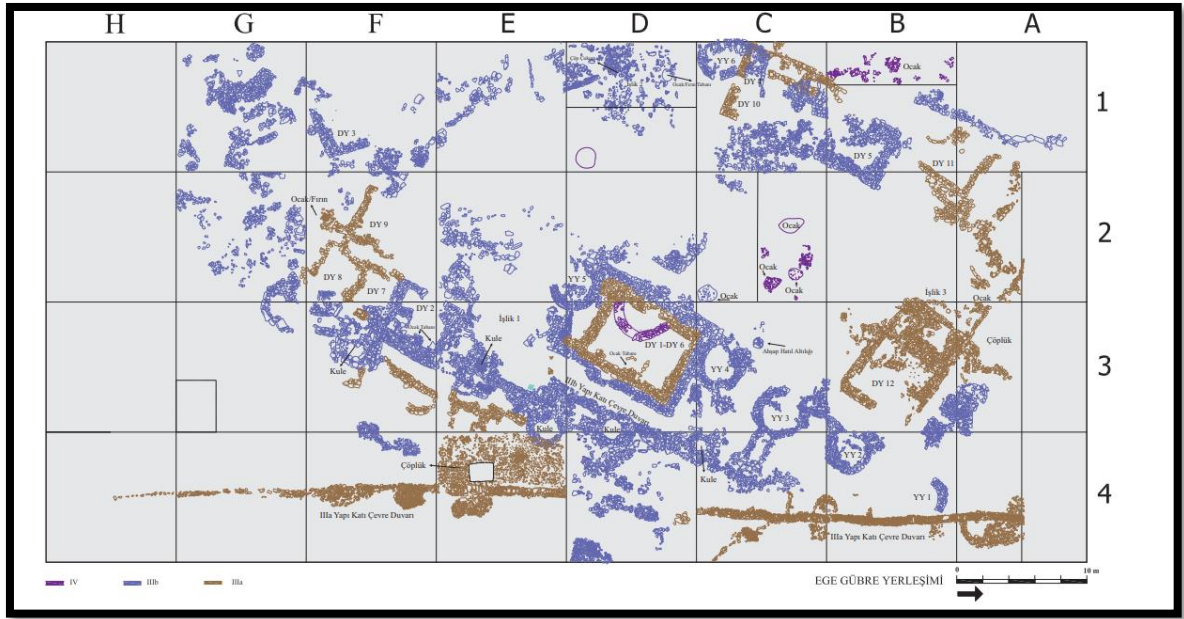 H G F E D C B A
1
YY 6
Ocak
DY 10
DY 3
DY 5
DY 11
2
Ocak/Fırın
DY 9
Ocak
DY 8
DY 7
YY 5
Ocak
Ocak
Ocak
İşlik 3
Ocak
DY 2
Ocak Tabanı
İşlik 1
Kule
Kule
DY 1-DY 6
Ocak Tabanı
YY 4
Ahşap Hatıl Altılığı
Çöplük
3
DY 12
IIIb Yapı Katı Çevre Duvarı
YY 3
Kule
Kule
Kule
YY 2
Çöplük
YY 1
4
IIIa Yapı Katı Çevre Duvarı
IIIa Yapı Katı Çevre Duvarı
IV IIIb IIIa
EGE GÜBRE YERLEŞİMİ
0 10 m